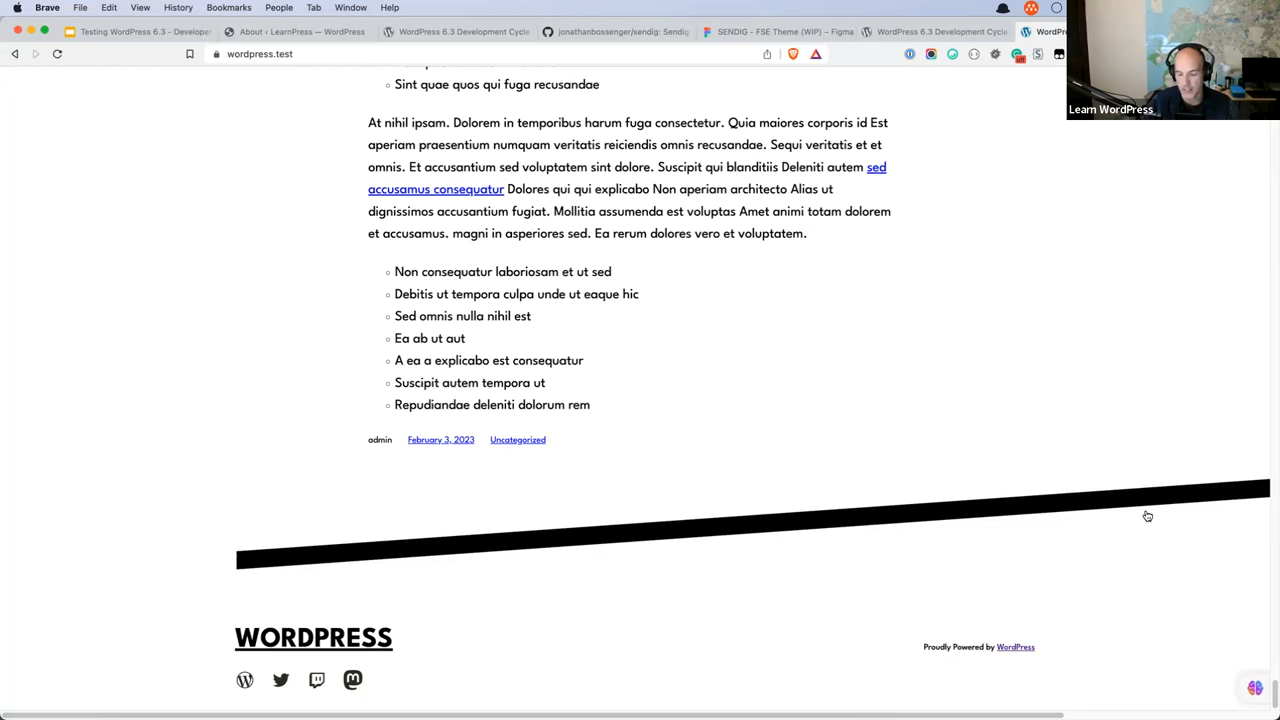 Brave File Edit View History Bookmarks People Tab Window Help
Testing WordPress 6.3 - Develope
About ‹ LearnPress — WordPress
WordPress 6.3 Development Cycle
jonathanbossenger/sendig: Sendig
SENDIG - FSE Theme (WIP) – Figma
WordPress 6.3 Development Cycle
WordPr
wordpress.test
Learn WordPress
Sint quae quos qui fuga recusandae
At nihil ipsam. Dolorem in temporibus harum fuga consectetur. Quia maiores corporis id Est
aperiam praesentium numquam veritatis reiciendis omnis recusandae. Sequi veritatis et et
omnis. Et accusantium sed voluptatem sint dolore. Suscipit qui blanditiis Deleniti autem sed
accusamus consequatur Dolores qui qui explicabo Non aperiam architecto Alias ut
dignissimos accusantium fugiat. Mollitia assumenda est voluptas Amet animi totam dolorem
et accusamus. magni in asperiores sed. Ea rerum dolores vero et voluptatem.
Non consequatur laboriosam et ut sed
Debitis ut tempora culpa unde ut eaque hic
Sed omnis nulla nihil est
Ea ab ut aut
A ea a explicabo est consequatur
Suscipit autem tempora ut
Repudiandae deleniti dolorum rem
admin February 3, 2023 Uncategorized
WORDPRESS
Proudly Powered by WordPress